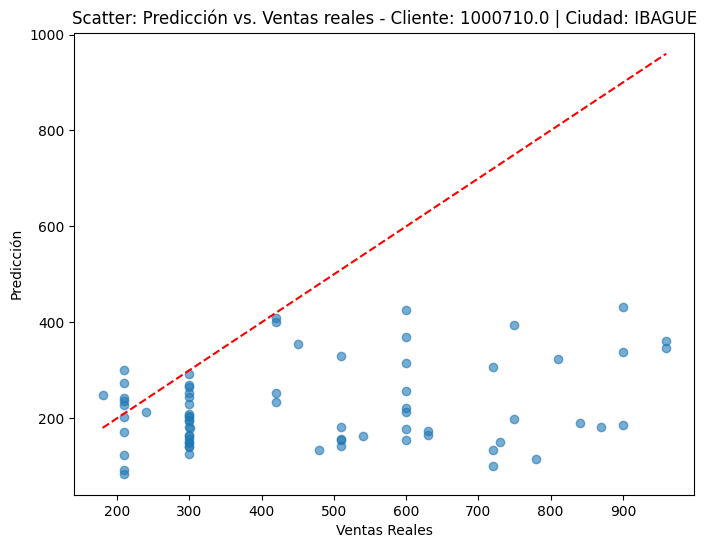 Scatter: Predicción vs. Ventas reales - Cliente: 1000710.0 | Ciudad: IBAGUE
1000
800
600
400
200
Predicción
200 300 400 500 600 700 800 900
Ventas Reales